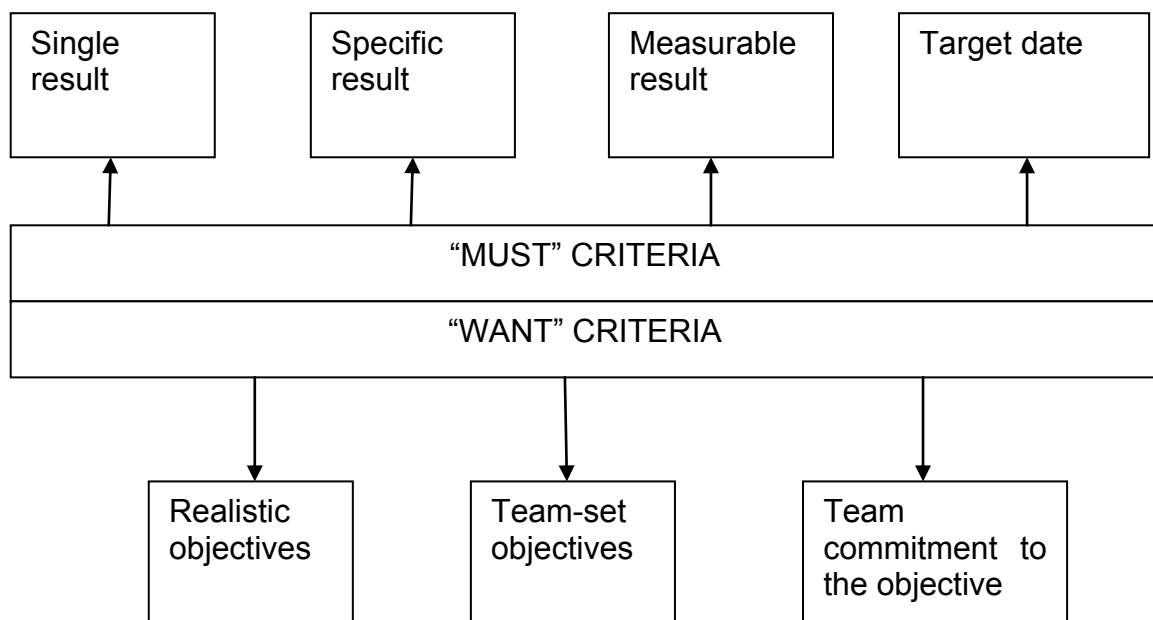 Single
result
Specific
result
Measurable
result
Target date
“MUST” CRITERIA
“WANT” CRITERIA
Realistic
objectives
Team-set
objectives
Team
commitment to
the objective